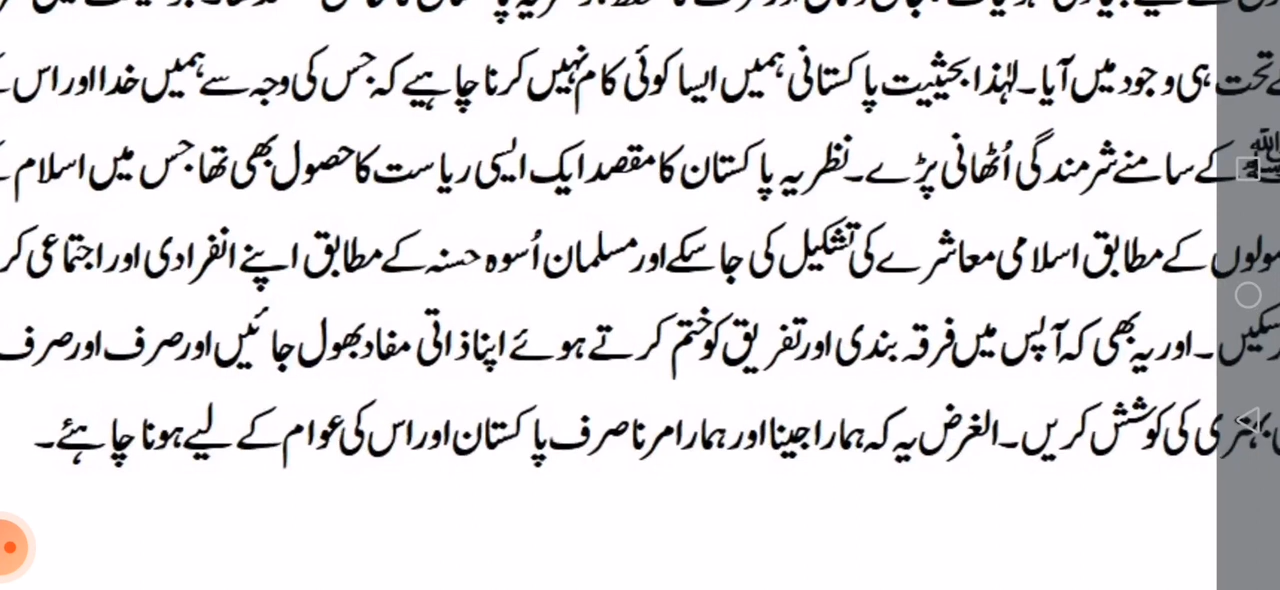 تحت ہی وجود میں آیا۔ لہٰذا بحیثیت پاکستانی ہمیں ایسا کوئی کام نہیں کرنا چاہیے کہ جس کی وجہ سے ہمیں خدا اور اس
کے سامنے شرمندگی اُٹھانی پڑے۔ نظریہ پاکستان کا مقصد ایک ایسی ریاست کا حصول بھی تھا جس میں اسلام
کے مطابق اسلامی معاشرے کی تشکیل کی جا سکے اور مسلمان اُسوہ حسنہ کے مطابق اپنے انفرادی اور اجتماعی
سکیں۔ اور یہ بھی کہ آپس میں فرقہ بندی اور تفریق کو ختم کرتے ہوئے اپنا ذاتی مفاد بھول جائیں اور صرف اور صرف
بہتری کی کوشش کریں۔ الغرض یہ کہ ہمارا جینا اور ہمارا مرنا صرف پاکستان اور اس کی عوام کے لیے ہونا چاہئے۔